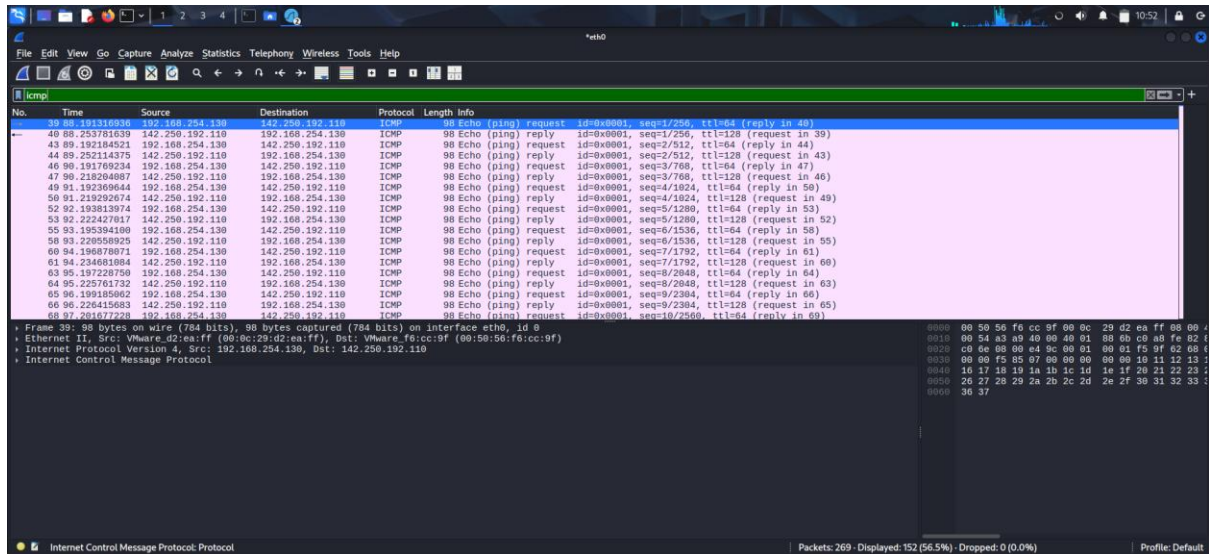 1 2 3 4 10:52
*eth0
File Edit View Go Capture Analyze Statistics Telephony Wireless Tools Help
icmp
No. Time Source Destination Protocol Length Info
39 88.191316936 192.168.254.130 142.250.192.110 ICMP 98 Echo (ping) request id=0x0001, seq=1/256, ttl=64 (reply in 40)
40 88.253781639 142.250.192.110 192.168.254.130 ICMP 98 Echo (ping) reply id=0x0001, seq=1/256, ttl=128 (request in 39)
43 89.192184521 192.168.254.130 142.250.192.110 ICMP 98 Echo (ping) request id=0x0001, seq=2/512, ttl=64 (reply in 44)
44 89.252114375 142.250.192.110 192.168.254.130 ICMP 98 Echo (ping) reply id=0x0001, seq=2/512, ttl=128 (request in 43)
46 90.191769234 192.168.254.130 142.250.192.110 ICMP 98 Echo (ping) request id=0x0001, seq=3/768, ttl=64 (reply in 47)
47 90.218204087 142.250.192.110 192.168.254.130 ICMP 98 Echo (ping) reply id=0x0001, seq=3/768, ttl=128 (request in 46)
49 91.192369644 192.168.254.130 142.250.192.110 ICMP 98 Echo (ping) request id=0x0001, seq=4/1024, ttl=64 (reply in 50)
50 91.219292674 142.250.192.110 192.168.254.130 ICMP 98 Echo (ping) reply id=0x0001, seq=4/1024, ttl=128 (request in 49)
52 92.193813974 192.168.254.130 142.250.192.110 ICMP 98 Echo (ping) request id=0x0001, seq=5/1280, ttl=64 (reply in 53)
53 92.222427017 142.250.192.110 192.168.254.130 ICMP 98 Echo (ping) reply id=0x0001, seq=5/1280, ttl=128 (request in 52)
55 93.195394100 192.168.254.130 142.250.192.110 ICMP 98 Echo (ping) request id=0x0001, seq=6/1536, ttl=64 (reply in 58)
58 93.220558925 142.250.192.110 192.168.254.130 ICMP 98 Echo (ping) reply id=0x0001, seq=6/1536, ttl=128 (request in 55)
60 94.196878071 192.168.254.130 142.250.192.110 ICMP 98 Echo (ping) request id=0x0001, seq=7/1792, ttl=64 (reply in 61)
61 94.234681084 142.250.192.110 192.168.254.130 ICMP 98 Echo (ping) reply id=0x0001, seq=7/1792, ttl=128 (request in 60)
63 95.197228750 192.168.254.130 142.250.192.110 ICMP 98 Echo (ping) request id=0x0001, seq=8/2048, ttl=64 (reply in 64)
64 95.225761732 142.250.192.110 192.168.254.130 ICMP 98 Echo (ping) reply id=0x0001, seq=8/2048, ttl=128 (request in 63)
65 96.199185062 192.168.254.130 142.250.192.110 ICMP 98 Echo (ping) request id=0x0001, seq=9/2304, ttl=64 (reply in 66)
66 96.226415683 142.250.192.110 192.168.254.130 ICMP 98 Echo (ping) reply id=0x0001, seq=9/2304, ttl=128 (request in 65)
68 97.201677228 192.168.254.130 142.250.192.110 ICMP 98 Echo (ping) request id=0x0001, seq=10/2560, ttl=64 (reply in 69)
Frame 39: 98 bytes on wire (784 bits), 98 bytes captured (784 bits) on interface eth0, id 0
Ethernet II, Src: VMware_d2:ea:ff (00:0c:29:d2:ea:ff), Dst: VMware_f6:cc:9f (00:50:56:f6:cc:9f)
Internet Protocol Version 4, Src: 192.168.254.130, Dst: 142.250.192.110
Internet Control Message Protocol
0000 00 50 56 f6 cc 9f 00 0c 29 d2 ea ff 08 00
0010 00 54 a3 a9 40 00 40 01 88 6b c0 a8 fe 82
0020 c0 6e 08 00 e4 9c 00 01 00 01 f5 9f 62 68
0030 00 00 f5 85 07 00 00 00 00 00 10 11 12 13
0040 16 17 18 19 1a 1b 1c 1d 1e 1f 20 21 22 23
0050 26 27 28 29 2a 2b 2c 2d 2e 2f 30 31 32 33
0060 36 37
Internet Control Message Protocol: Protocol Packets: 269 · Displayed: 152 (56.5%) · Dropped: 0 (0.0%) Profile: Default